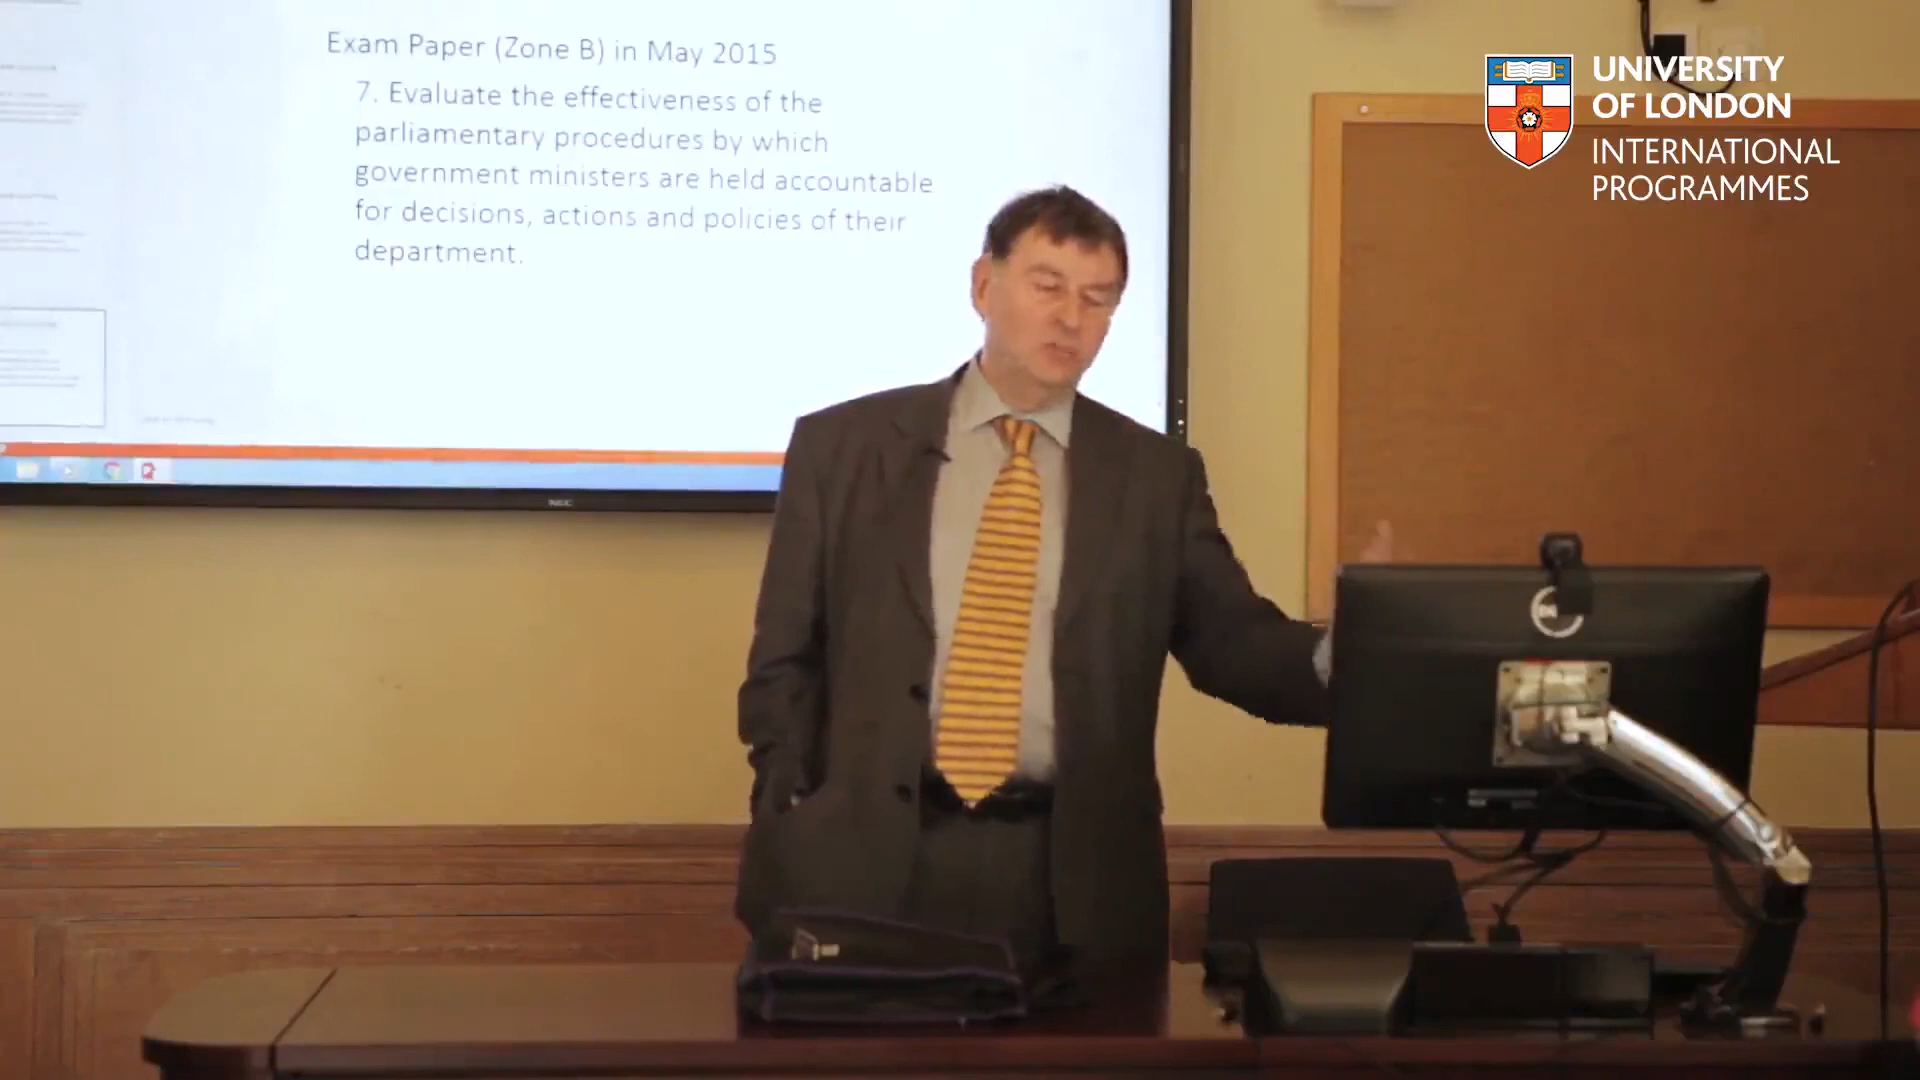 Exam Paper (Zone B) in May 2015
7. Evaluate the effectiveness of the
parliamentary procedures by which
government ministers are held accountable
for decisions, actions and policies of their
department.
UNIVERSITY
OF LONDON
INTERNATIONAL
PROGRAMMES
NEC